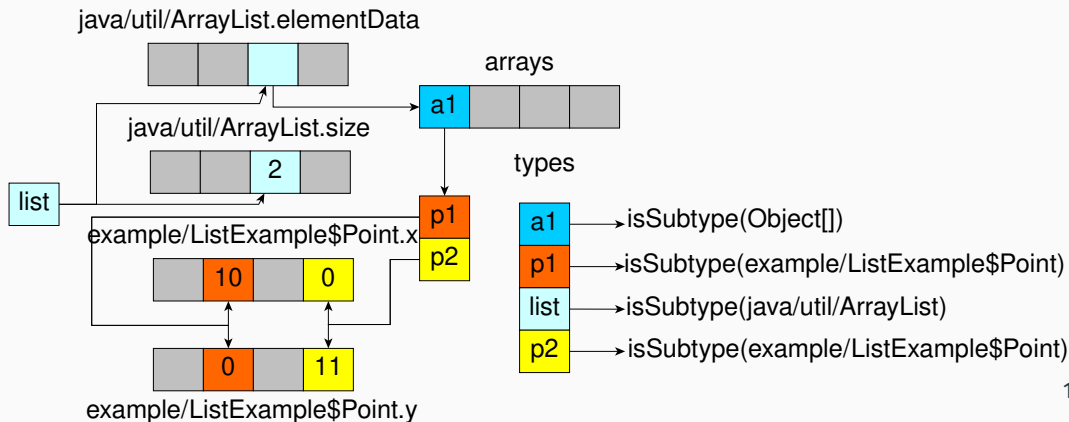 java/util/ArrayList.elementData
arrays
a1
java/util/ArrayList.size
2
types
list
p1
example/ListExample$Point.x
p2
10
0
0
11
example/ListExample$Point.y
a1
isSubtype(Object[])
p1
isSubtype(example/ListExample$Point)
list
isSubtype(java/util/ArrayList)
p2
isSubtype(example/ListExample$Point)
1